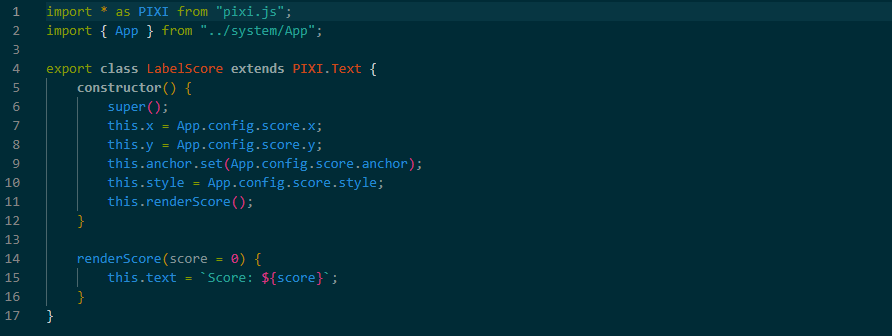 1 import * as PIXI from "pixi.js";
2 import { App } from "../system/App";
3
4 export class LabelScore extends PIXI.Text {
5     constructor() {
6         super();
7         this.x = App.config.score.x;
8         this.y = App.config.score.y;
9         this.anchor.set(App.config.score.anchor);
10         this.style = App.config.score.style;
11         this.renderScore();
12     }
13
14     renderScore(score = 0) {
15         this.text = `Score: ${score}`;
16     }
17 }